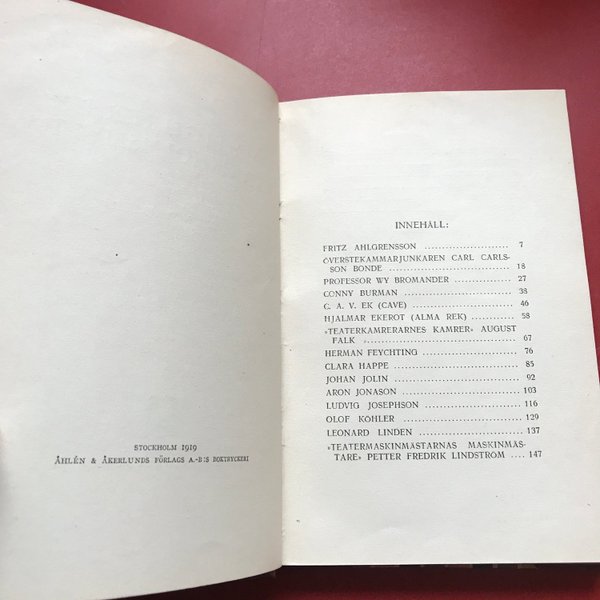 STOCKHOLM 1919
ÅHLÉN & ÅKERLUNDS FÖRLAGS A.-B:S BOKTRYCKERI
INNEHÅLL:
FRITZ AHLGRENSSON ........................ 7
ÖVERSTEKAMMARJUNKAREN CARL CARLS-
SON BONDE ........................ 18
PROFESSOR WY BROMANDER ................ 27
CONNY BURMAN ........................ 38
C. A. V. EK (CAVE) ........................ 46
HJALMAR EKEROT (ALMA REK) ............ 58
»TEATERKAMRERARNES KAMRER» AUGUST
FALK ........................ 67
HERMAN FEYCHTING ........................ 76
CLARA HAPPE ........................ 85
JOHAN JOLIN ........................ 92
ARON JONASON ........................ 101
LUDVIG JOSEPHSON ........................ 116
OLOF KÖHLER ........................ 129
LEONARD LINDEN ........................ 137
»TEATERMASKINMÄSTARNAS MASKINMÄS-
TARE» PETTER FREDRIK LINDSTRÖM .... 147